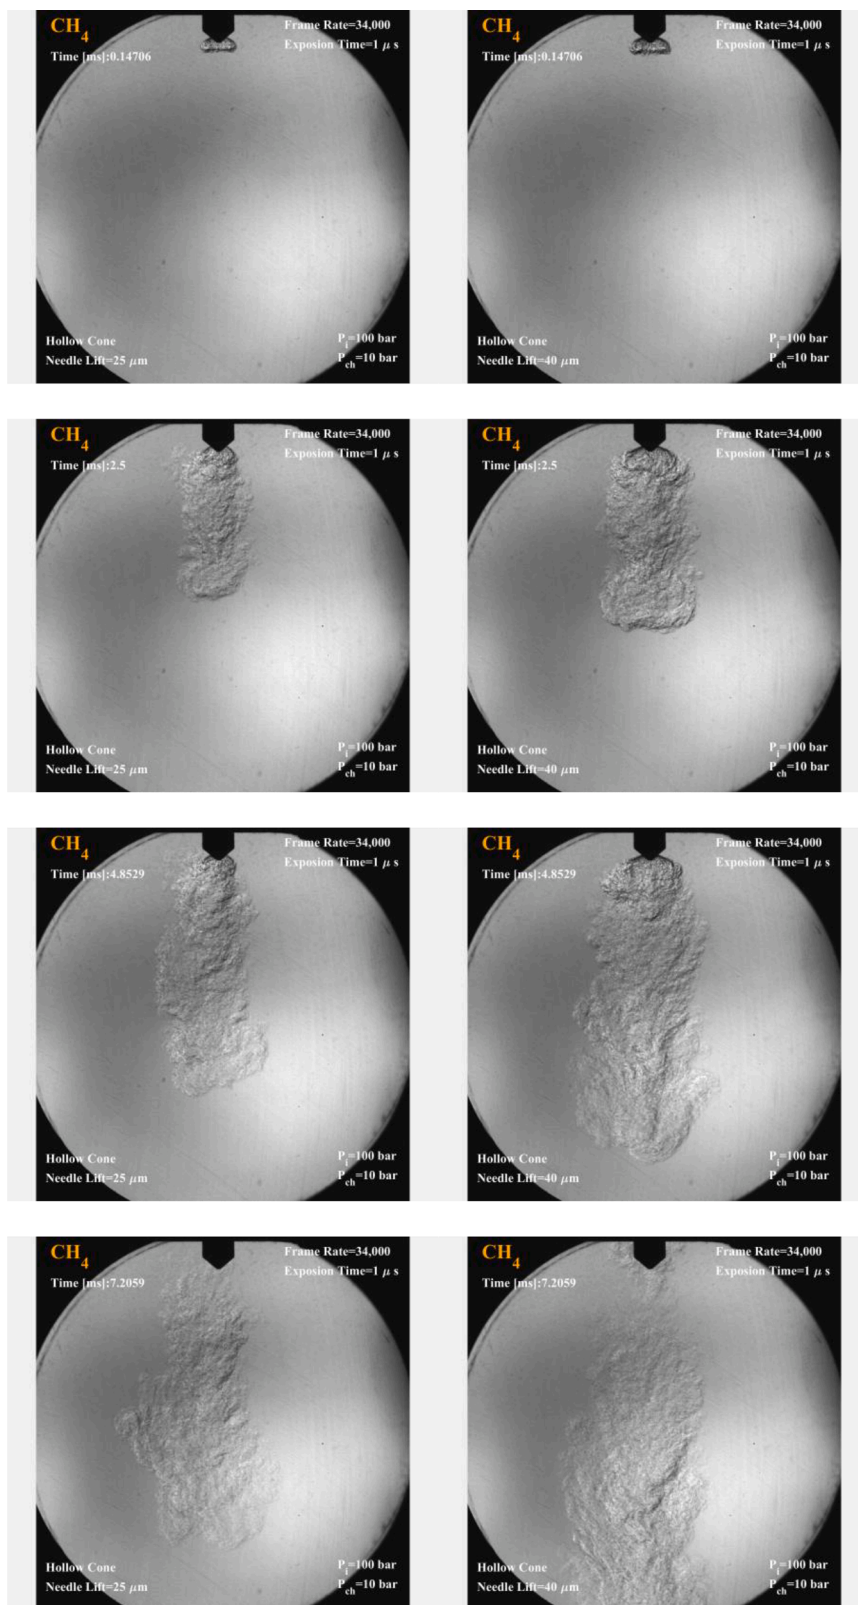 CH4
Frame Rate=34,000
Time [ms]:0.14706
Exposion Time=1 μ s
Hollow Cone
Pi=100 bar
Needle Lift=25 μm
Pch=10 bar
CH4
Frame Rate=34,000
Time [ms]:0.14706
Exposion Time=1 μ s
Hollow Cone
Pi=100 bar
Needle Lift=40 μm
Pch=10 bar
CH4
Frame Rate=34,000
Time [ms]:2.5
Exposion Time=1 μ s
Hollow Cone
Pi=100 bar
Needle Lift=25 μm
Pch=10 bar
CH4
Frame Rate=34,000
Time [ms]:2.5
Exposion Time=1 μ s
Hollow Cone
Pi=100 bar
Needle Lift=40 μm
Pch=10 bar
CH4
Frame Rate=34,000
Time [ms]:4.8529
Exposion Time=1 μ s
Hollow Cone
Pi=100 bar
Needle Lift=25 μm
Pch=10 bar
CH4
Frame Rate=34,000
Time [ms]:4.8529
Exposion Time=1 μ s
Hollow Cone
Pi=100 bar
Needle Lift=40 μm
Pch=10 bar
CH4
Frame Rate=34,000
Time [ms]:7.2059
Exposion Time=1 μ s
Hollow Cone
Pi=100 bar
Needle Lift=25 μm
Pch=10 bar
CH4
Frame Rate=34,000
Time [ms]:7.2059
Exposion Time=1 μ s
Hollow Cone
Pi=100 bar
Needle Lift=40 μm
Pch=10 bar